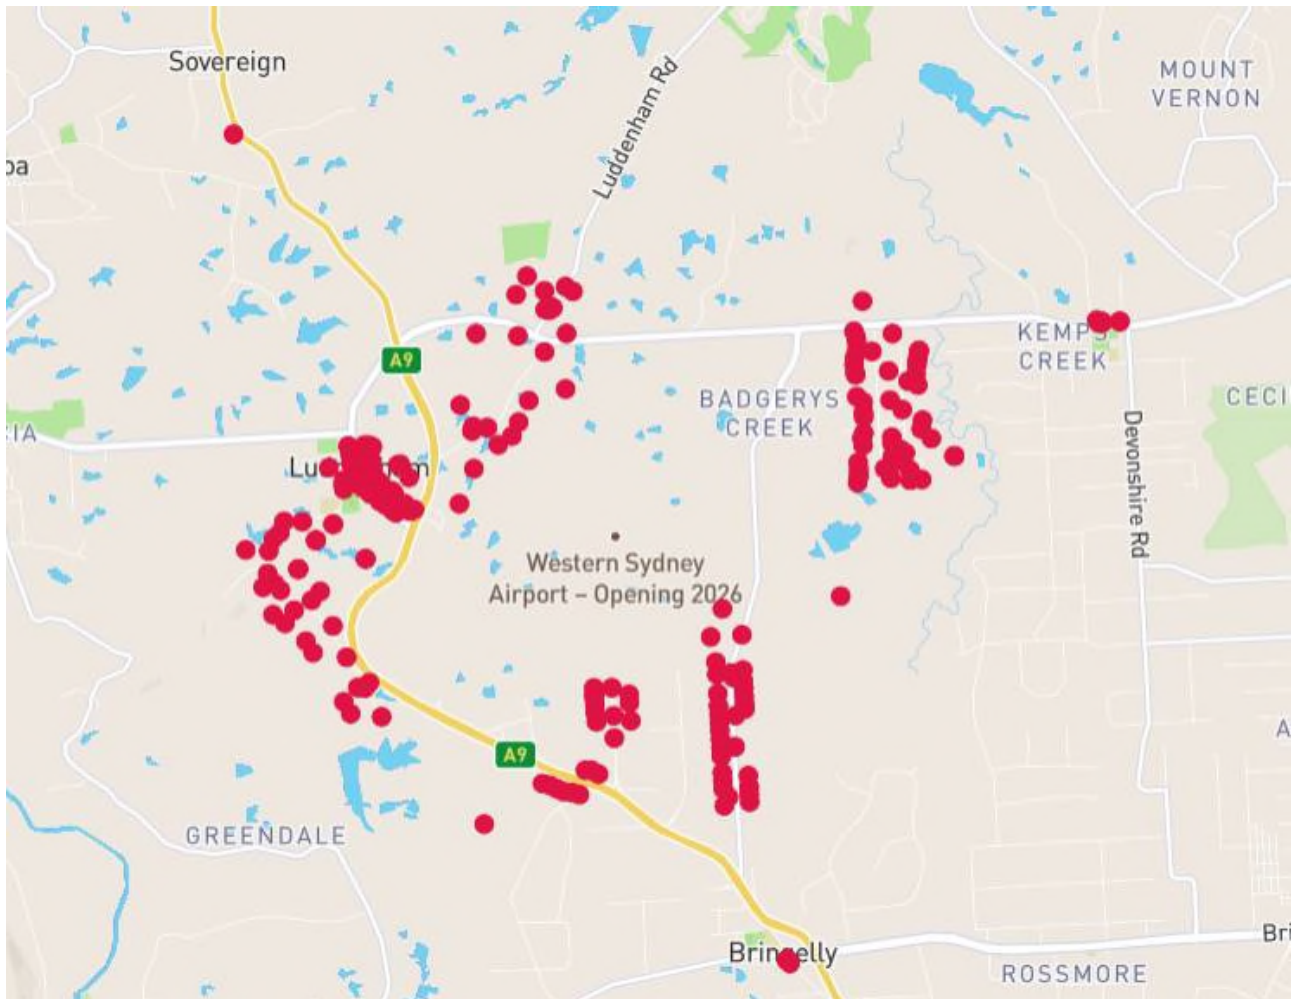 Sovereign
Luddenham Rd
MOUNT
VERNON
A9
KEMPS
CREEK
BADGERYS
CREEK
Devonshire Rd
Western Sydney
Airport – Opening 2026
A9
GREENDALE
ROSSMORE